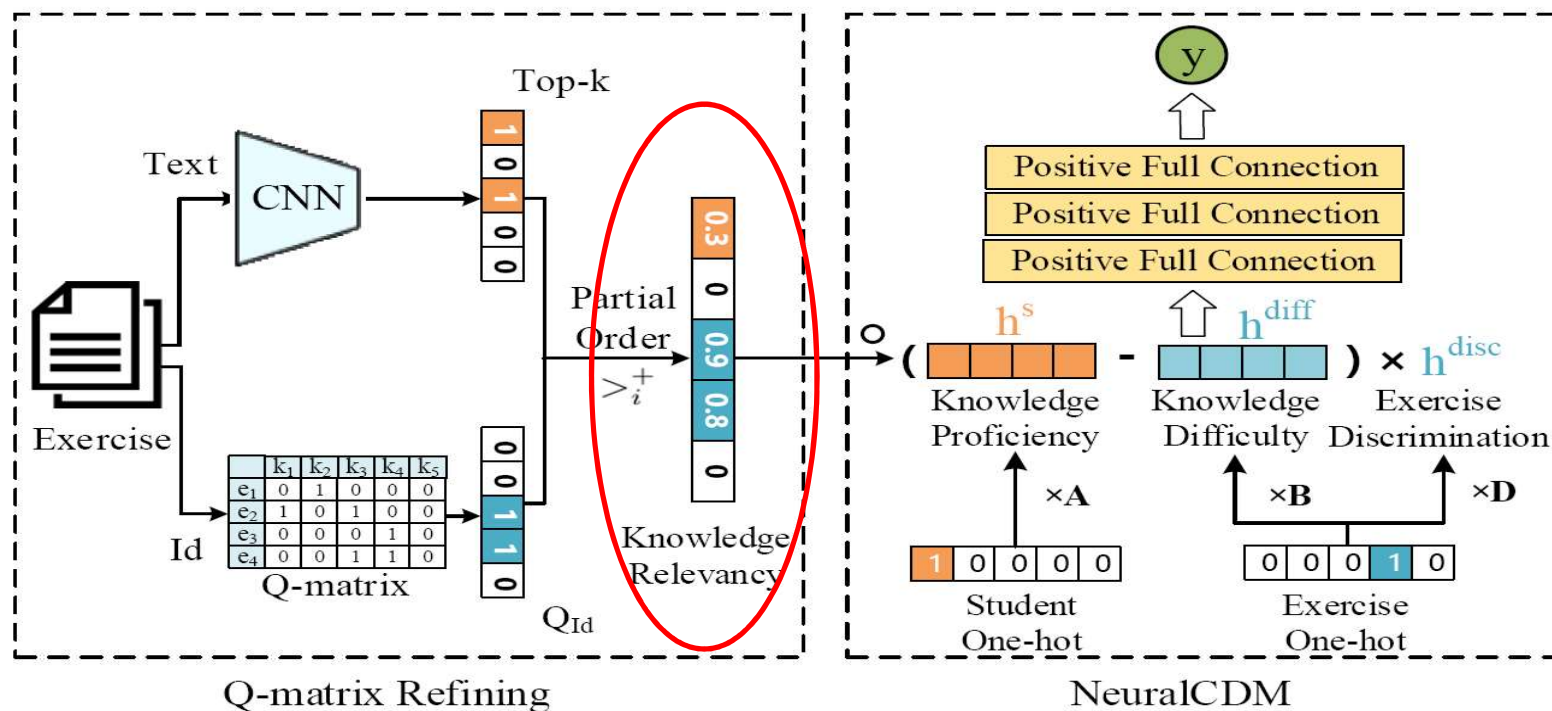 Top-k
Text
CNN
1
0
1
0
0
Exercise
Id
k1 k2 k3 k4 k5
e1 0 1 0 0 0
e2 1 0 1 0 0
e3 0 0 0 1 0
e4 0 0 1 1 0
Q-matrix
0
0
1
1
0
QId
Partial
Order
>i+
0.3
0
0.9
0.8
0
Knowledge
Relevancy
Q-matrix Refining
y
Positive Full Connection
Positive Full Connection
Positive Full Connection
∘ ( h^s - h^diff ) × h^disc
Knowledge
Proficiency
Knowledge
Difficulty
Exercise
Discrimination
×A
×B
×D
1 0 0 0 0
Student
One-hot
0 0 0 1 0
Exercise
One-hot
NeuralCDM